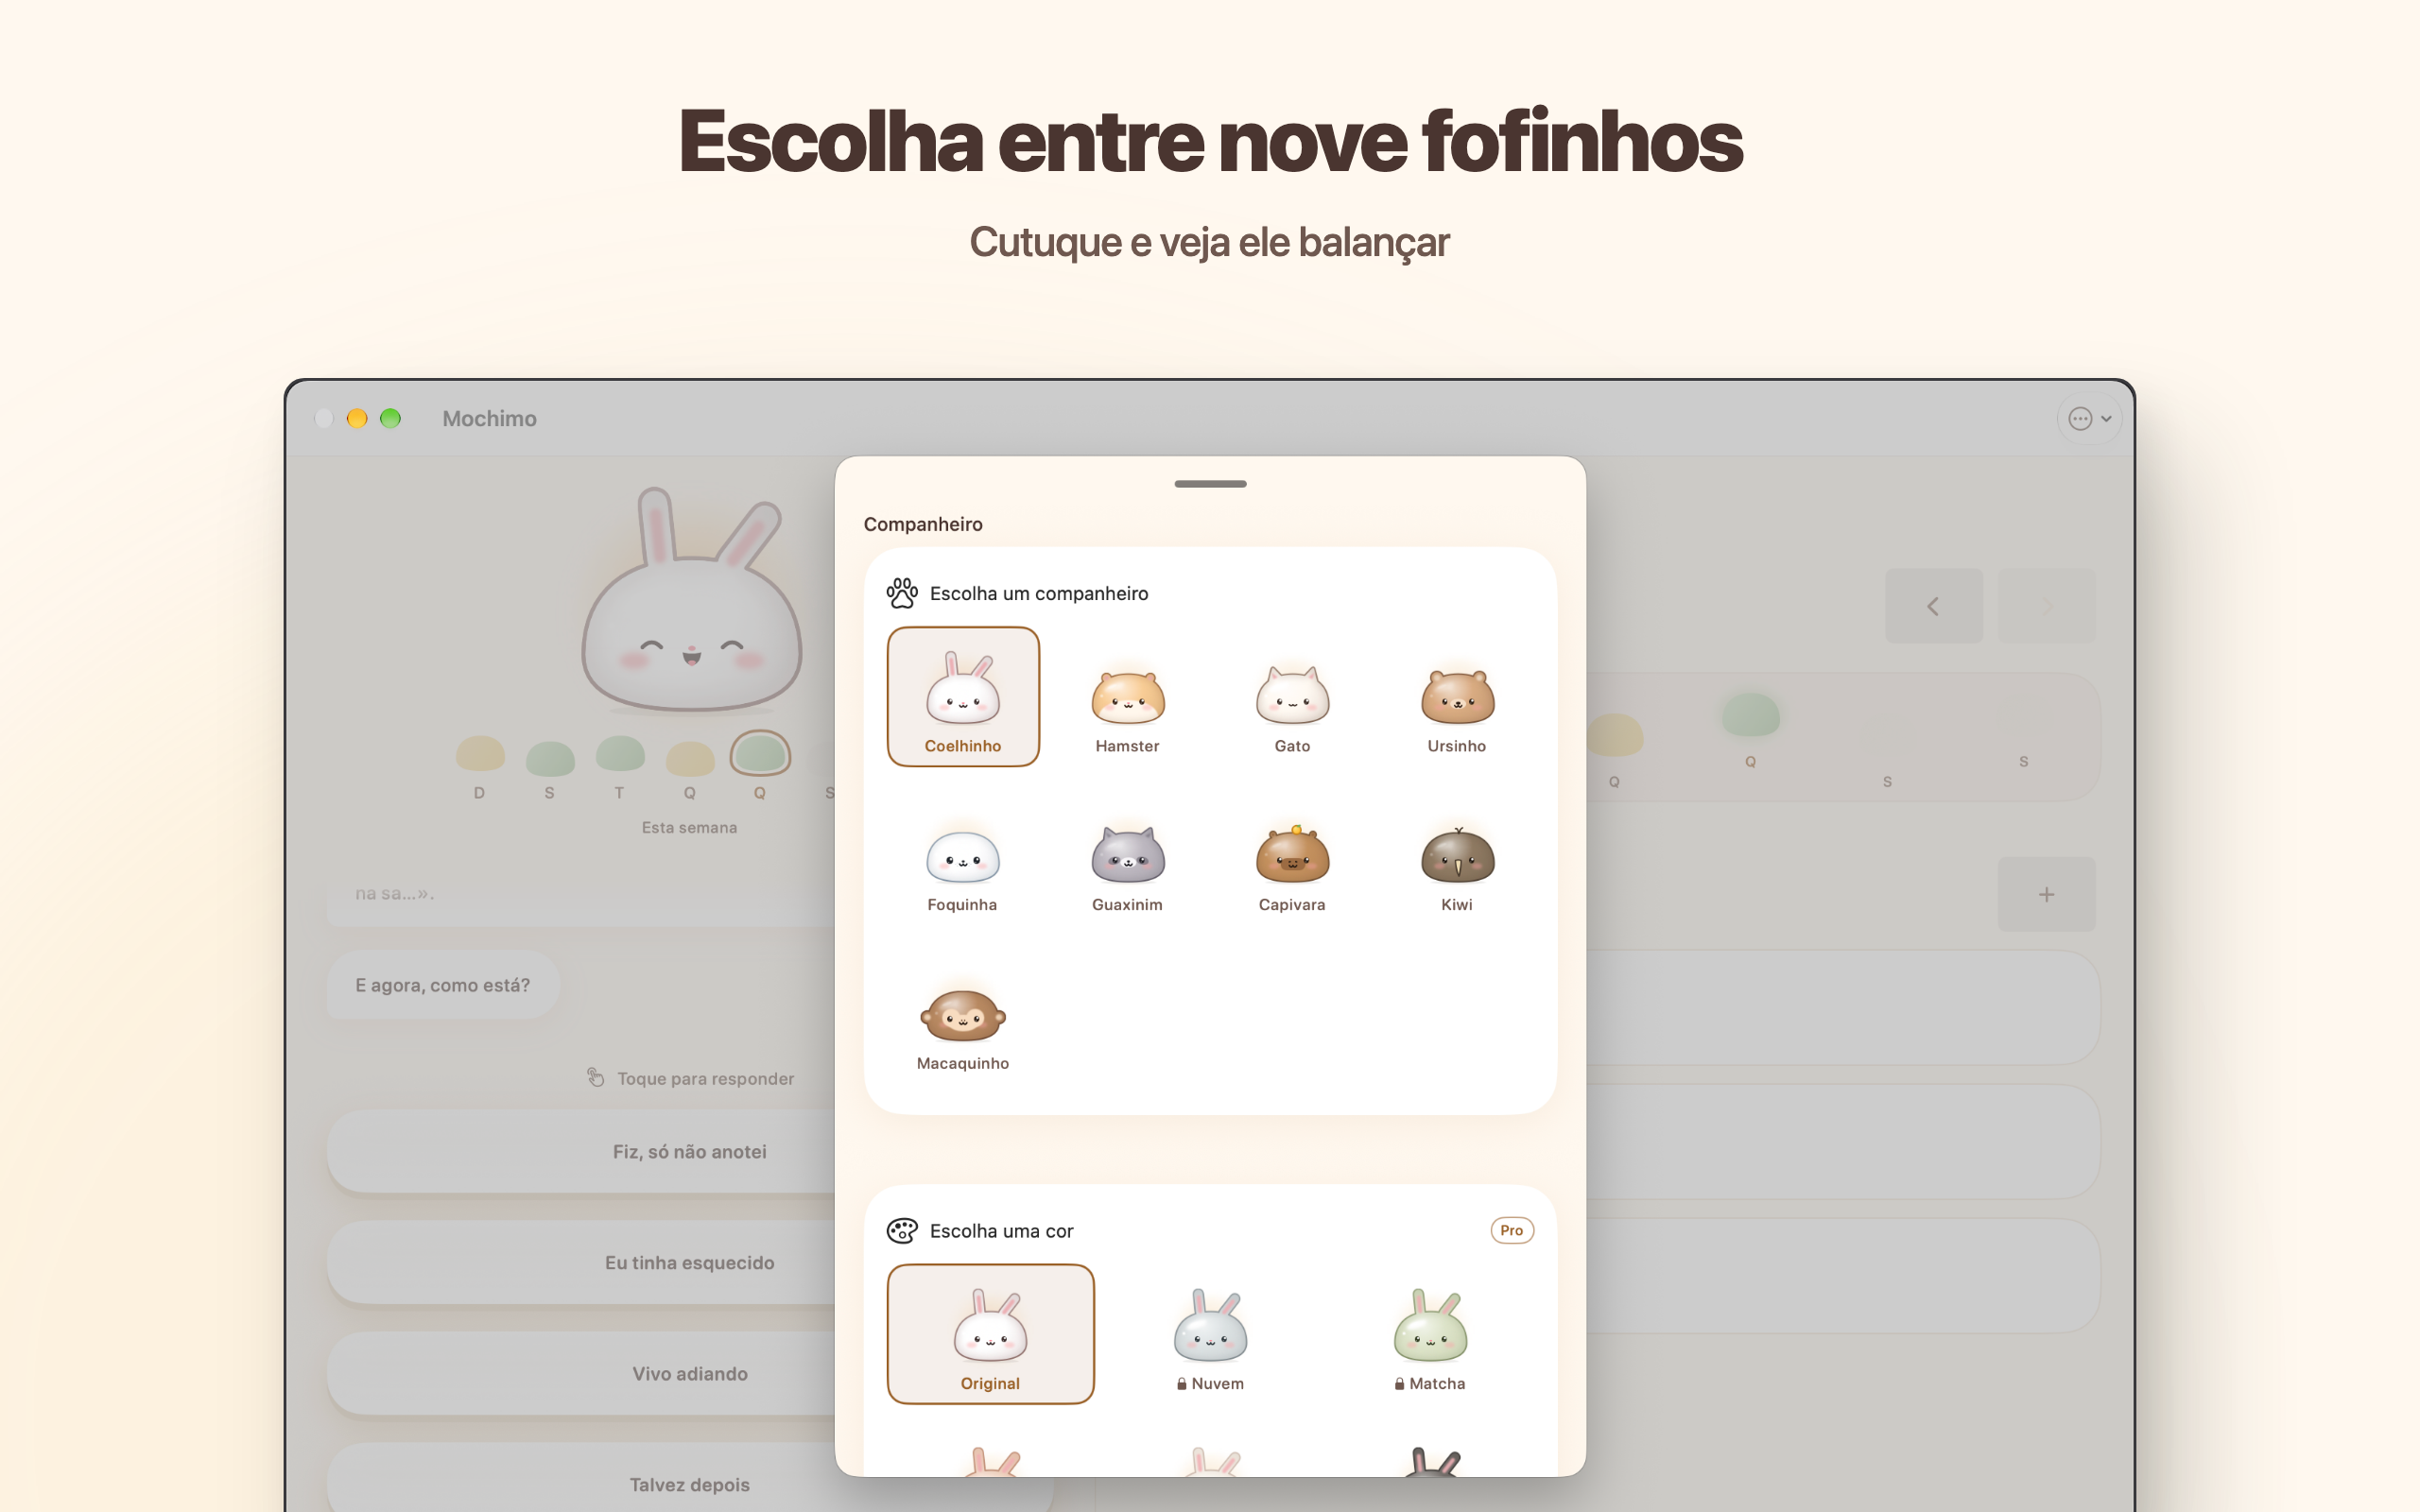 Escolha entre nove fofinhos
Cutuque e veja ele balançar
Mochimo
D S T Q Q S
Esta semana
na sa...».
E agora, como está?
Toque para responder
Fiz, só não anotei
Eu tinha esquecido
Vivo adiando
Talvez depois
Companheiro
Escolha um companheiro
Coelhinho Hamster Gato Ursinho
Foquinha Guaxinim Capivara Kiwi
Macaquinho
Escolha uma cor Pro
Original Nuvem Matcha
Q Q S S